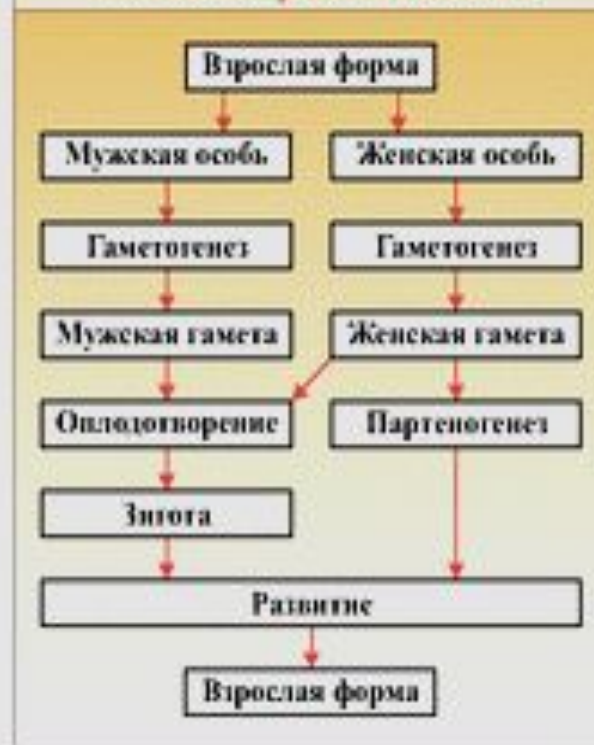 Взрослая форма
Мужская особь
Женская особь
Гаметогенез
Гаметогенез
Мужская гамета
Женская гамета
Оплодотворение
Партеногенез
Зигота
Развитие
Взрослая форма